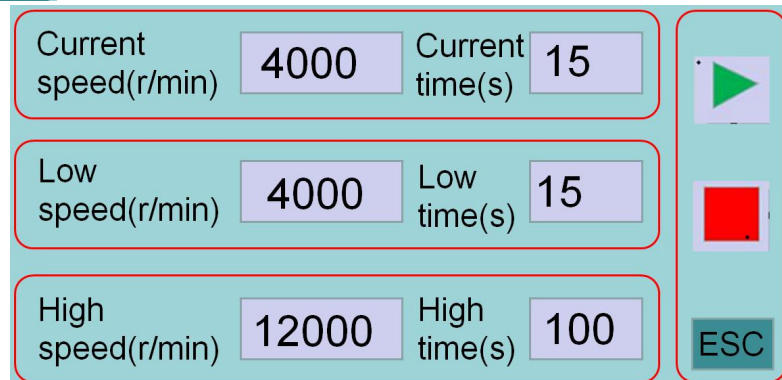 Current speed(r/min) 4000 Current time(s) 15
Low speed(r/min) 4000 Low time(s) 15
High speed(r/min) 12000 High time(s) 100
ESC